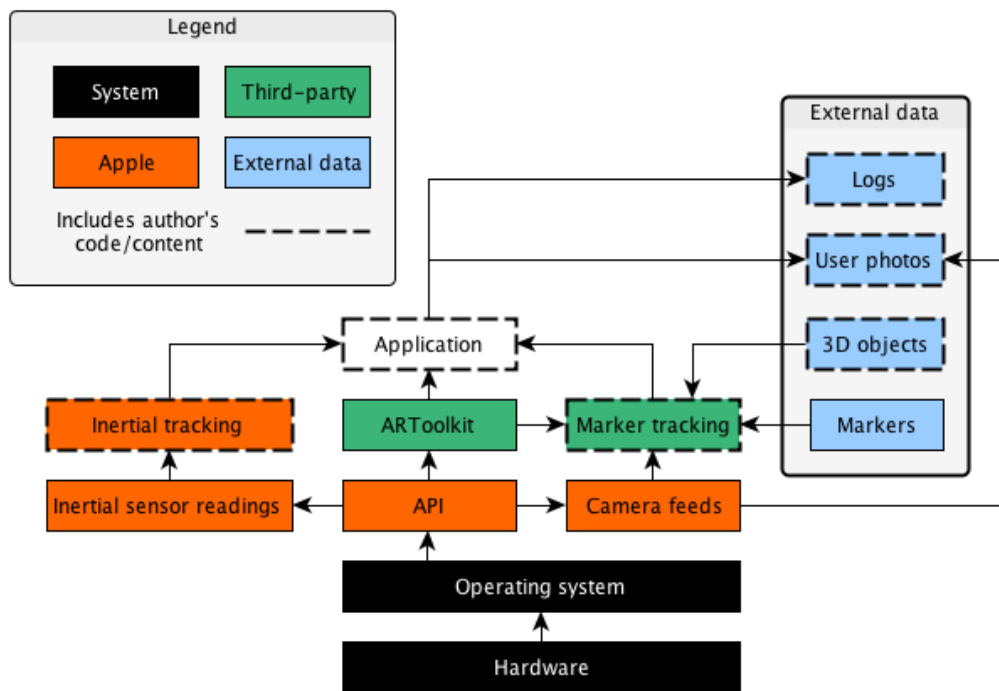 Legend
System
Third-party
Apple
External data
Includes author's
code/content
External data
Logs
User photos
Application
3D objects
Inertial tracking
ARToolkit
Marker tracking
Markers
Inertial sensor readings
API
Camera feeds
Operating system
Hardware